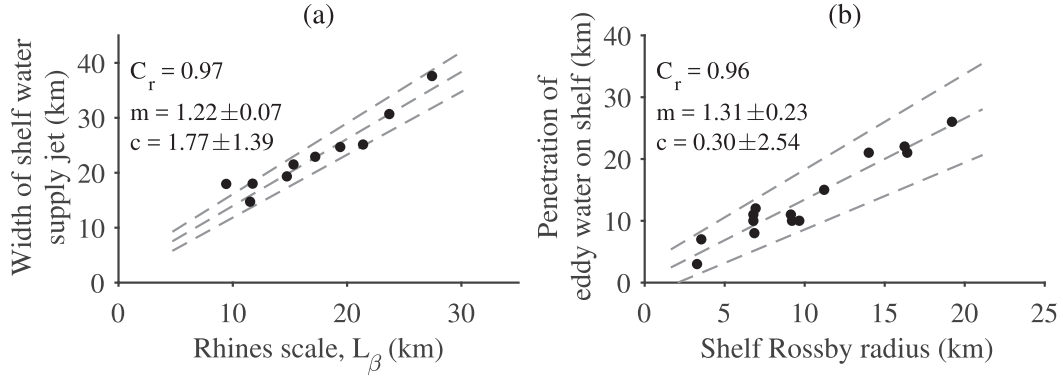 (a)
Width of shelf water
supply jet (km)
40
30
20
10
0
C_r = 0.97
m = 1.22±0.07
c = 1.77±1.39
0 10 20 30
Rhines scale, L_β (km)
(b)
Penetration of
eddy water on shelf (km)
40
30
20
10
0
C_r = 0.96
m = 1.31±0.23
c = 0.30±2.54
0 5 10 15 20 25
Shelf Rossby radius (km)